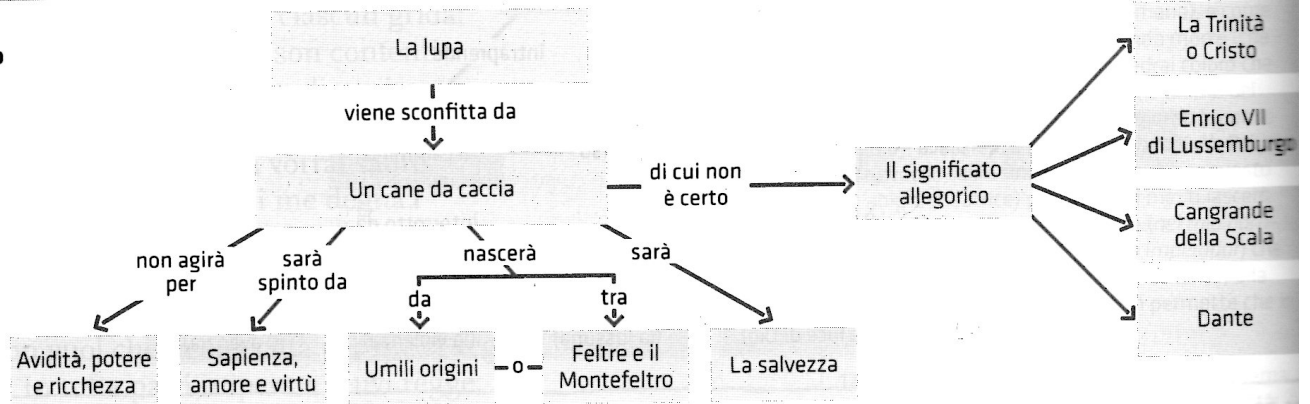 La lupa
viene sconfitta da
Un cane da caccia
di cui non
è certo
Il significato
allegorico
La Trinità
o Cristo
Enrico VII
di Lussemburgo
Cangrande
della Scala
Dante
non agirà
per
sarà
spinto da
nascerà
da
tra
sarà
Avidità, potere
e ricchezza
Sapienza,
amore e virtù
Umili origini
o
Feltre e il
Montefeltro
La salvezza